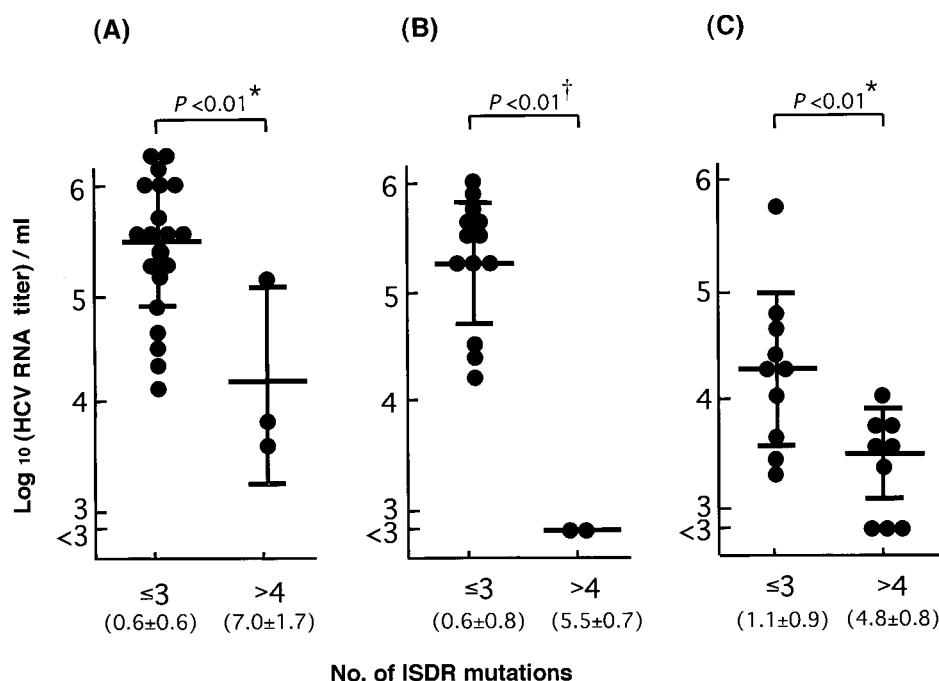 (A)
(B)
(C)
P <0.01*
P <0.01†
P <0.01*
Log 10 (HCV RNA titer) / ml
6
5
4
3
<3
6
5
4
3
<3
6
5
4
3
<3
≤3 >4
(0.6±0.6) (7.0±1.7)
≤3 >4
(0.6±0.8) (5.5±0.7)
≤3 >4
(1.1±0.9) (4.8±0.8)
No. of ISDR mutations